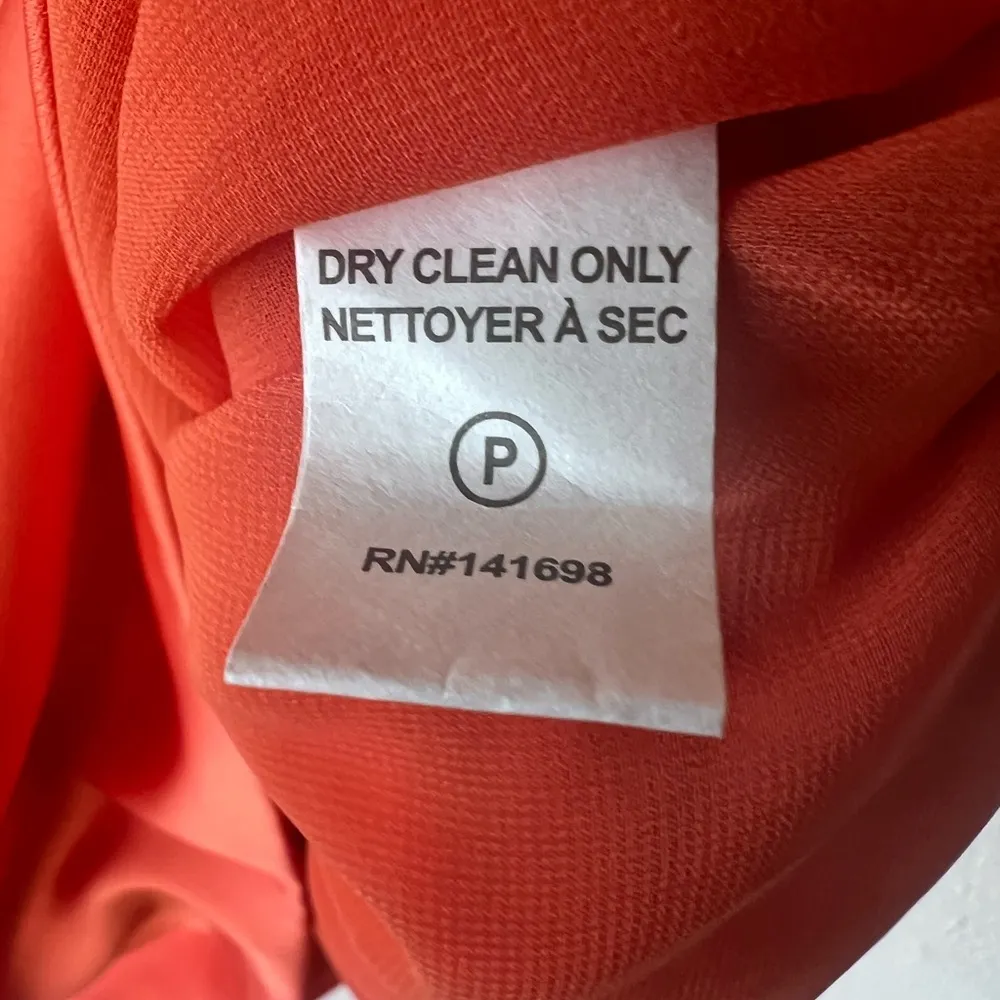 DRY CLEAN ONLY
NETTOYER À SEC
P
RN#141698